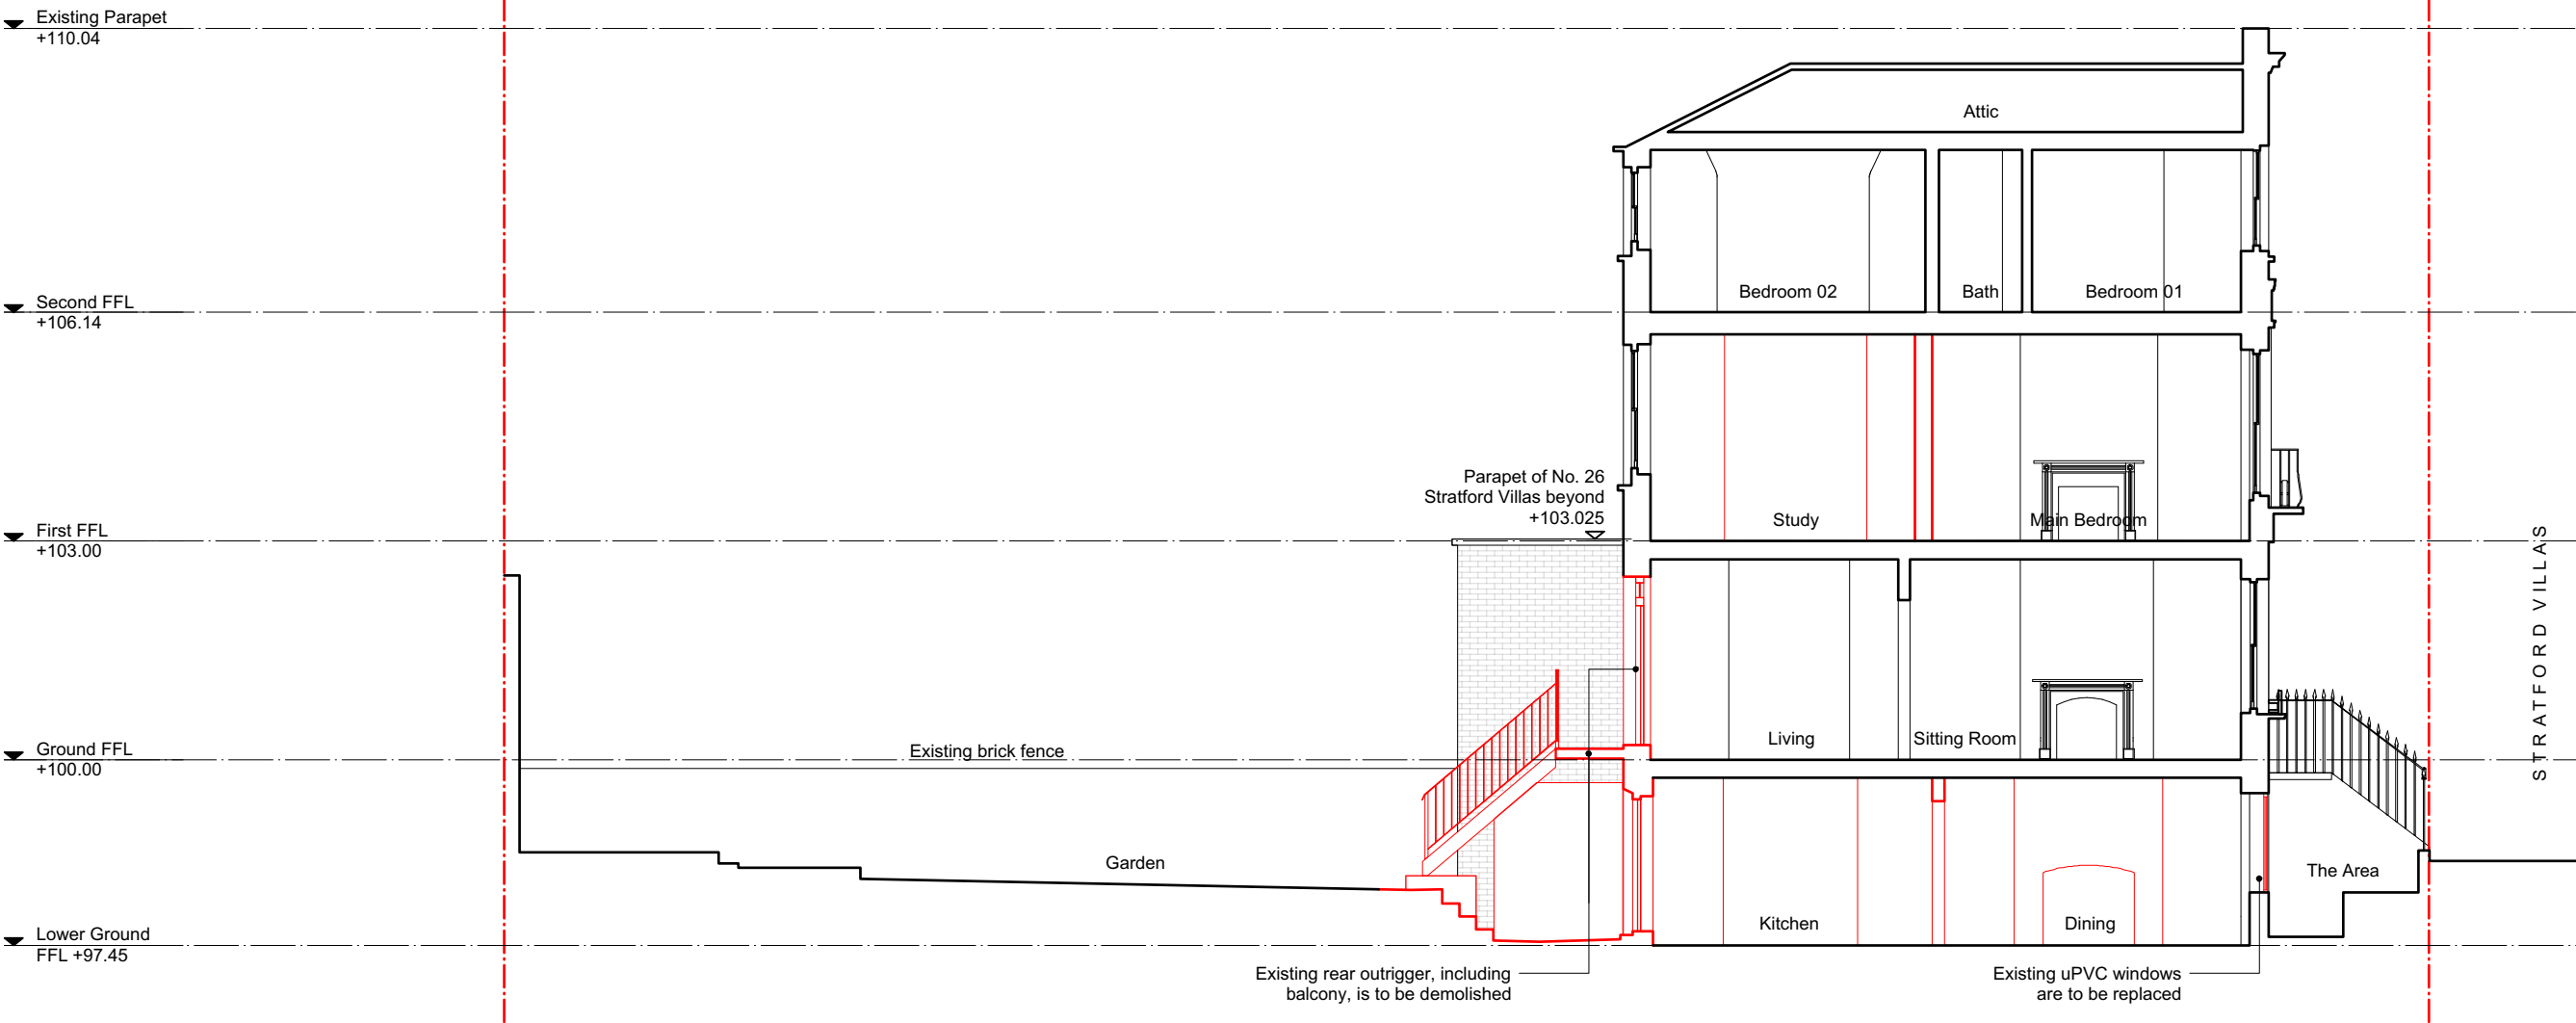 Existing Parapet
+110.04
Attic
Second FFL
+106.14
Bedroom 02
Bath
Bedroom 01
Parapet of No. 26
Stratford Villas beyond
+103.025
First FFL
+103.00
Study
Main Bedroom
STRATFORD VILLAS
Ground FFL
+100.00
Existing brick fence
Living
Sitting Room
Garden
The Area
Lower Ground
FFL +97.45
Kitchen
Dining
Existing rear outrigger, including
balcony, is to be demolished
Existing uPVC windows
are to be replaced